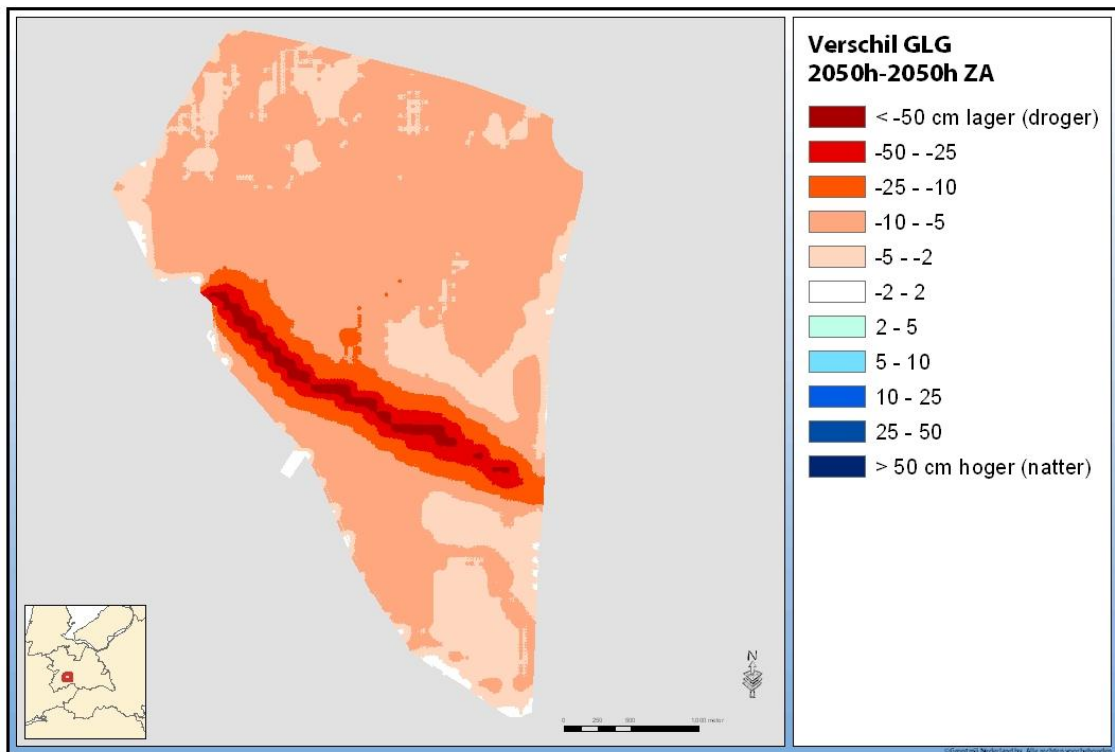 Verschil GLG
2050h-2050h ZA
< -50 cm lager (droger)
-50 - -25
-25 - -10
-10 - -5
-5 - -2
-2 - 2
2 - 5
5 - 10
10 - 25
25 - 50
> 50 cm hoger (natter)
N
0 250 500 1.000 meter